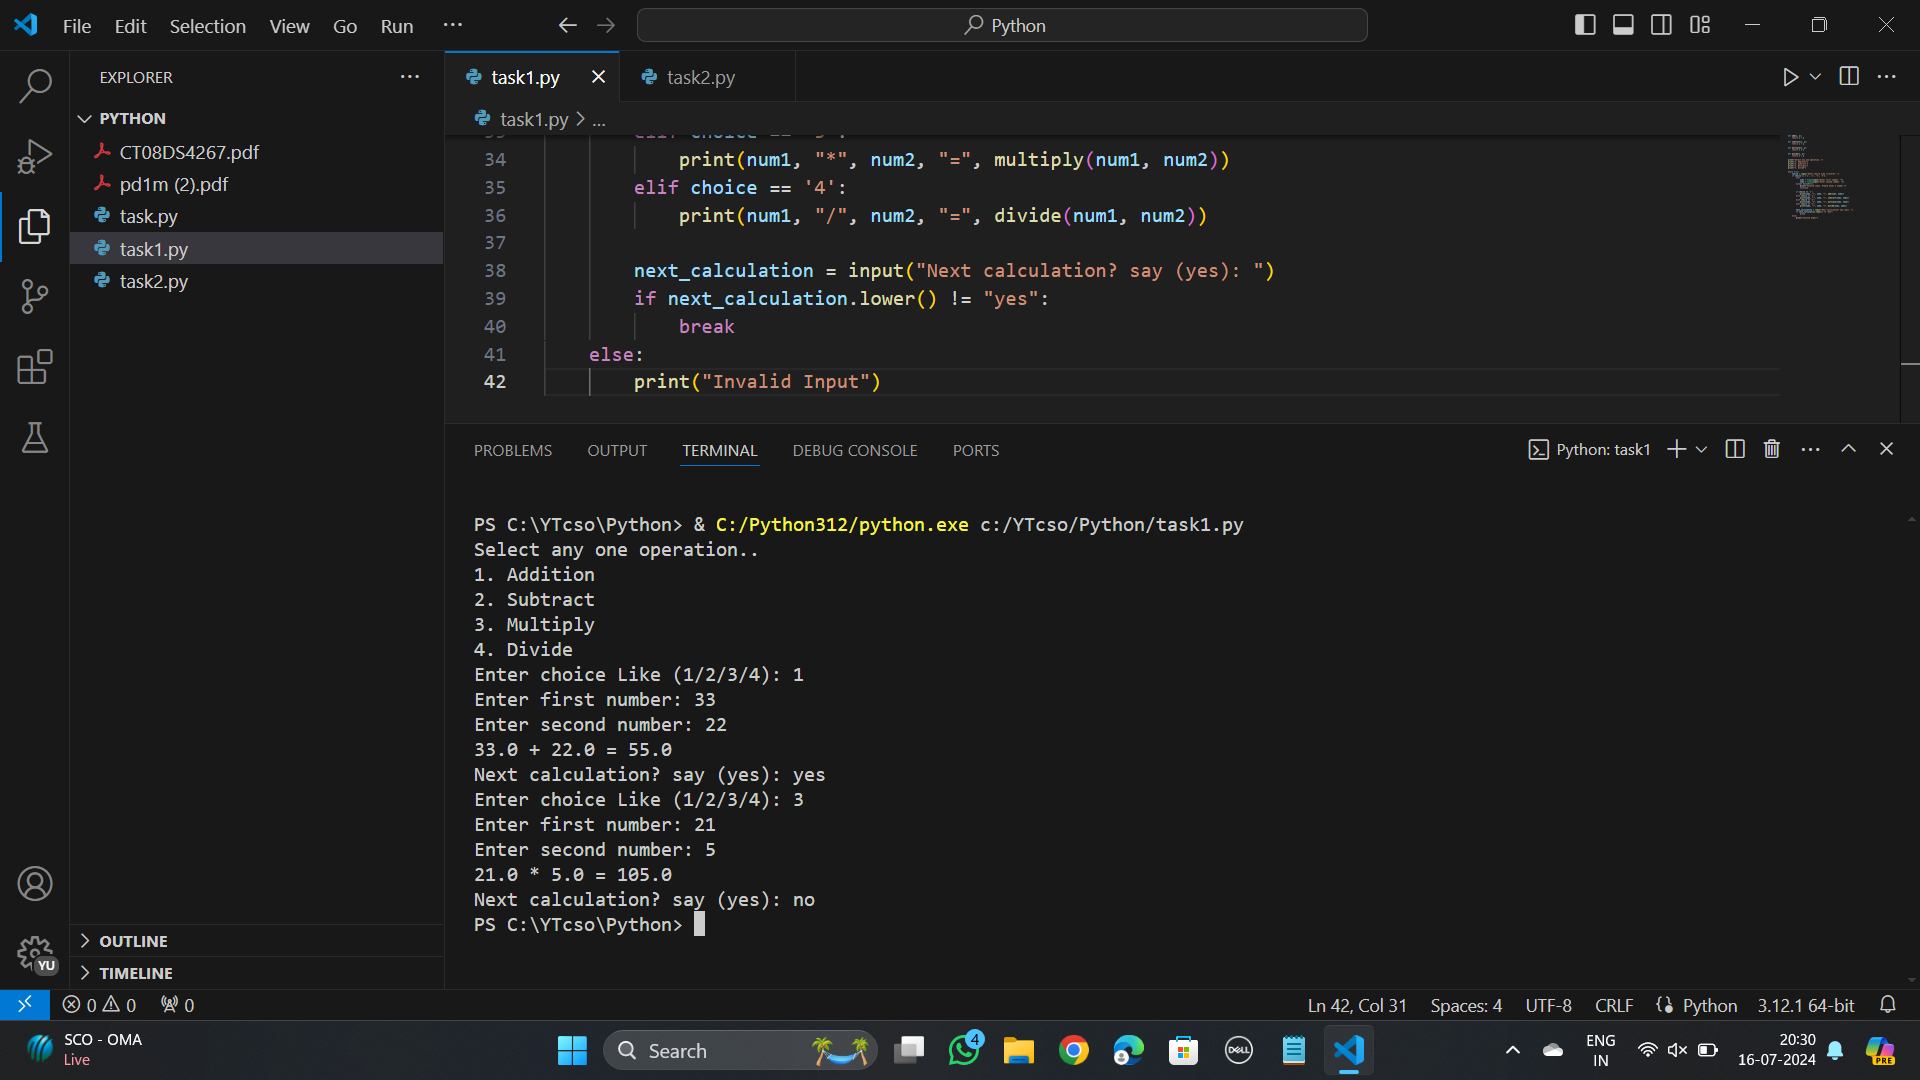 File Edit Selection View Go Run ...
Python
EXPLORER
PYTHON
CT08DS4267.pdf
pd1m (2).pdf
task.py
task1.py
task2.py
OUTLINE
TIMELINE
YU
task1.py
task2.py
task1.py > ...
34 print(num1, "*", num2, "=", multiply(num1, num2))
35 elif choice == '4':
36 print(num1, "/", num2, "=", divide(num1, num2))
37
38 next_calculation = input("Next calculation? say (yes): ")
39 if next_calculation.lower() != "yes":
40 break
41 else:
42 print("Invalid Input")
PROBLEMS OUTPUT TERMINAL DEBUG CONSOLE PORTS
Python: task1
PS C:\YTcso\Python> & C:/Python312/python.exe c:/YTcso/Python/task1.py
Select any one operation..
1. Addition
2. Subtract
3. Multiply
4. Divide
Enter choice Like (1/2/3/4): 1
Enter first number: 33
Enter second number: 22
33.0 + 22.0 = 55.0
Next calculation? say (yes): yes
Enter choice Like (1/2/3/4): 3
Enter first number: 21
Enter second number: 5
21.0 * 5.0 = 105.0
Next calculation? say (yes): no
PS C:\YTcso\Python>
0 0 0
Ln 42, Col 31 Spaces: 4 UTF-8 CRLF Python 3.12.1 64-bit
SCO - OMA
Live
Search
4
DELL
ENG
IN
20:30
16-07-2024
PRE